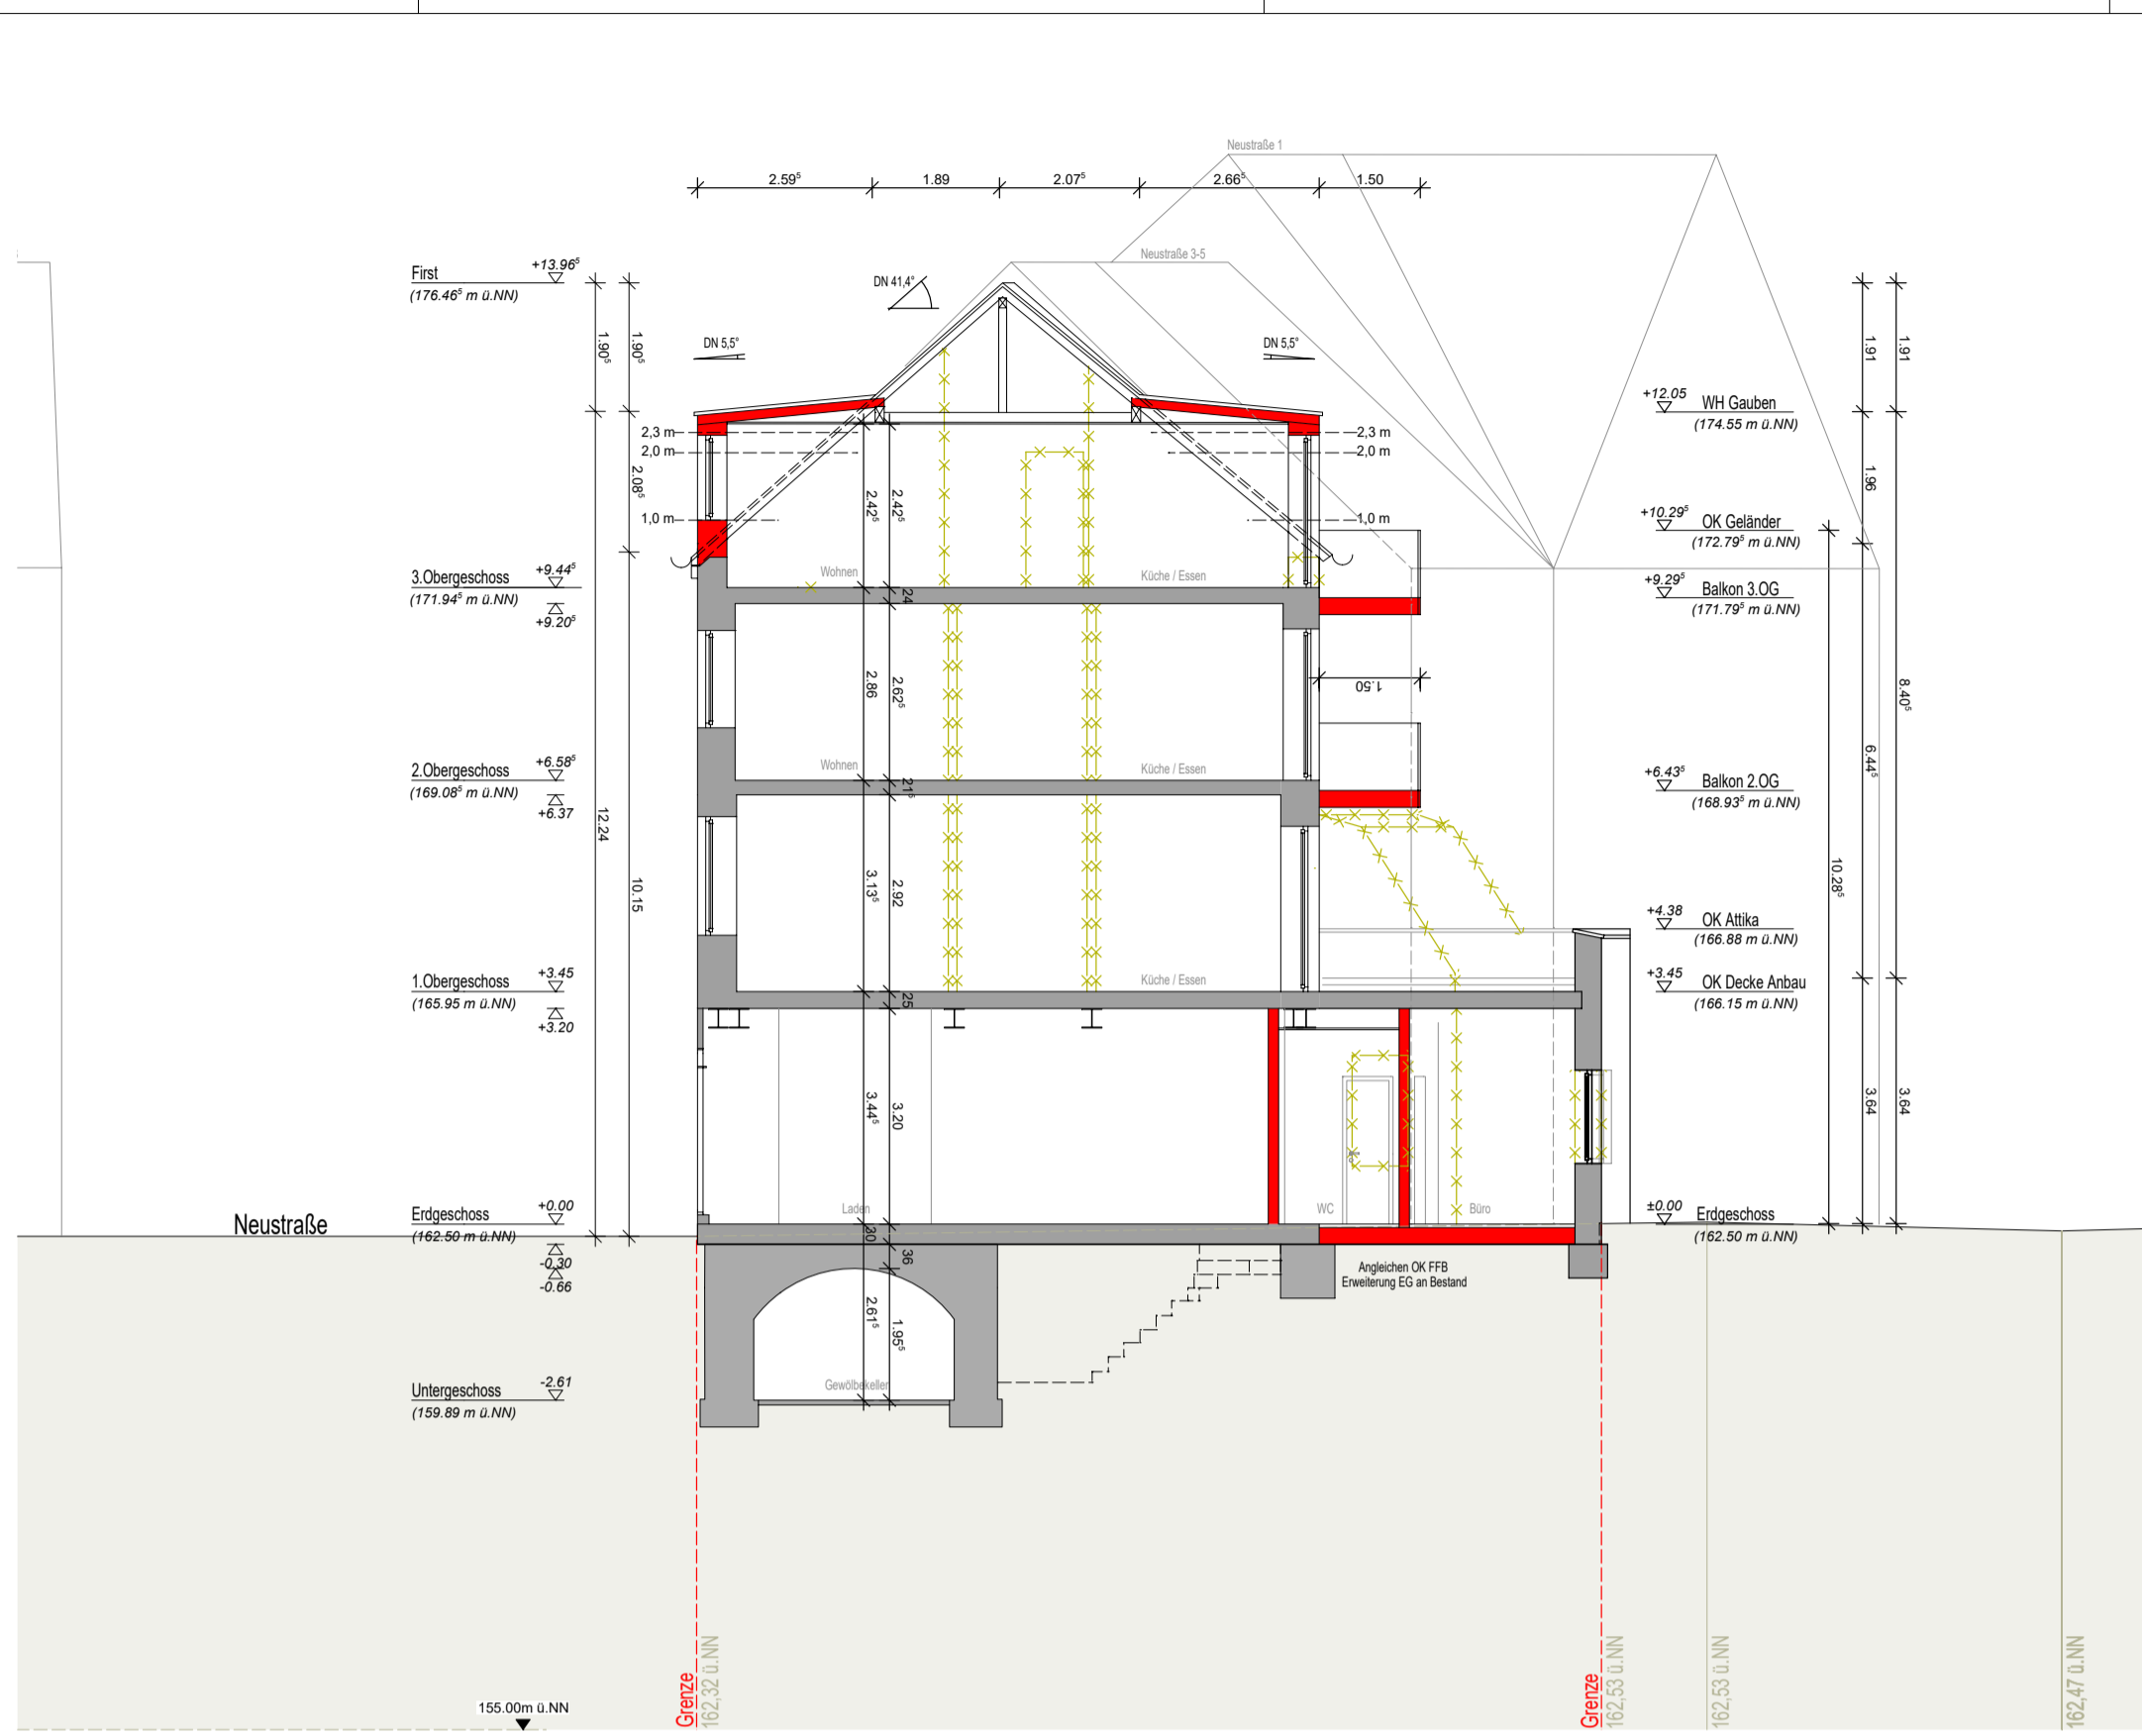 Neustraße 1
2.59⁵ 1.89 2.07⁵ 2.66⁵ 1.50
Neustraße 3-5
First +13.96⁵
(176.46⁵ m ü.NN)
DN 41,4°
DN 5,5°
DN 5,5°
1.90⁵ 1.90⁵
1.91 1.91
+12.05 WH Gauben
(174.55 m ü.NN)
2,3 m
2,0 m
1,0 m
2,3 m
2,0 m
1,0 m
2.08⁵
2.42⁵ 2.42⁵
1.96
+10.29⁵ OK Geländer
(172.79⁵ m ü.NN)
3.Obergeschoss +9.44⁵
(171.94⁵ m ü.NN)
+9.20⁵
Wohnen
Küche / Essen
24
+9.29⁵ Balkon 3.OG
(171.79⁵ m ü.NN)
2.86 2.62⁵
1.50
8.40⁵
6.44⁵
2.Obergeschoss +6.58⁵
(169.08⁵ m ü.NN)
+6.37
Wohnen
Küche / Essen
21⁵
+6.43⁵ Balkon 2.OG
(168.93⁵ m ü.NN)
12.24
10.15
3.13⁵ 2.92
10.28⁵
+4.38 OK Attika
(166.88 m ü.NN)
1.Obergeschoss +3.45
(165.95 m ü.NN)
+3.20
Küche / Essen
25
+3.45 OK Decke Anbau
(166.15 m ü.NN)
3.44⁵ 3.20
3.64 3.64
Neustraße
Erdgeschoss +0.00
(162.50 m ü.NN)
-0.30
-0.66
Laden
WC
Büro
30
36
±0.00 Erdgeschoss
(162.50 m ü.NN)
Angleichen OK FFB
Erweiterung EG an Bestand
2.61⁵ 1.95⁵
Gewölbekeller
Untergeschoss -2.61
(159.89 m ü.NN)
Grenze
162,32 ü.NN
Grenze
162,53 ü.NN
162,53 ü.NN
162,47 ü.NN
155.00m ü.NN